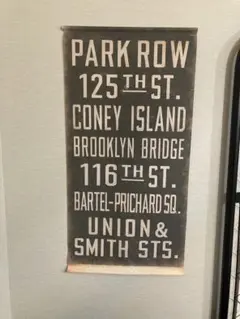 PARK ROW
125TH ST.
CONEY ISLAND
BROOKLYN BRIDGE
116TH ST.
BARTEL-PRICHARD SQ.
UNION &
SMITH STS.